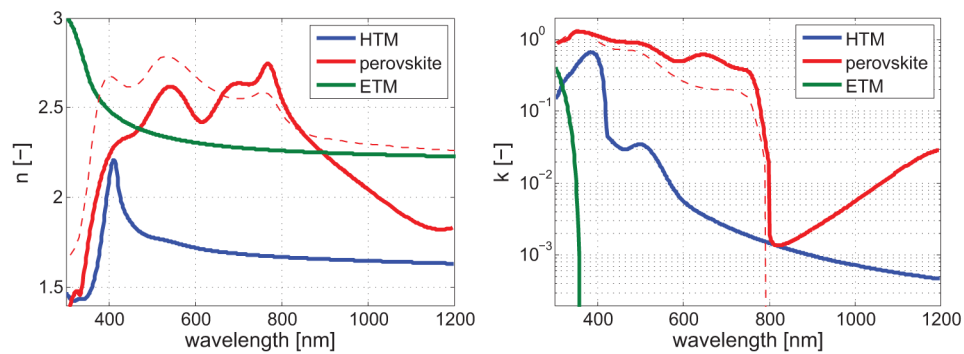 3
2.5
2
1.5
n [–]
400
600
800
1000
1200
wavelength [nm]
HTM
perovskite
ETM
10⁰
10⁻¹
10⁻²
10⁻³
k [–]
400
600
800
1000
1200
wavelength [nm]
HTM
perovskite
ETM